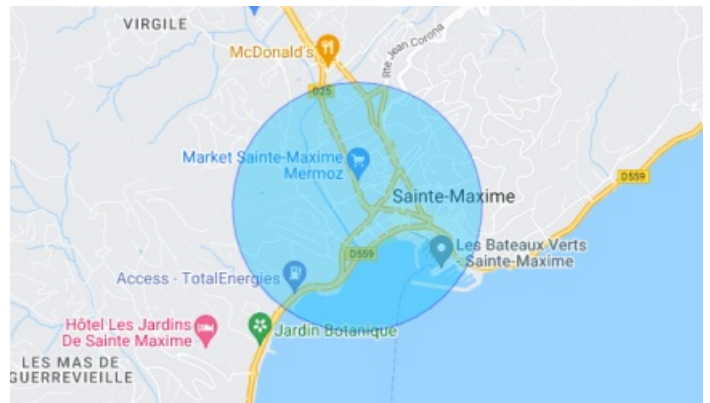 VIRGILE
McDonald's
Rte Jean Corona
D25
Market Sainte-Maxime
Mermoz
Sainte-Maxime
D559
D559
Les Bateaux Verts
- Sainte-Maxime
Access - TotalEnergies
Hôtel Les Jardins
De Sainte Maxime
Jardin Botanique
LES MAS DE
GUERREVIEILLE